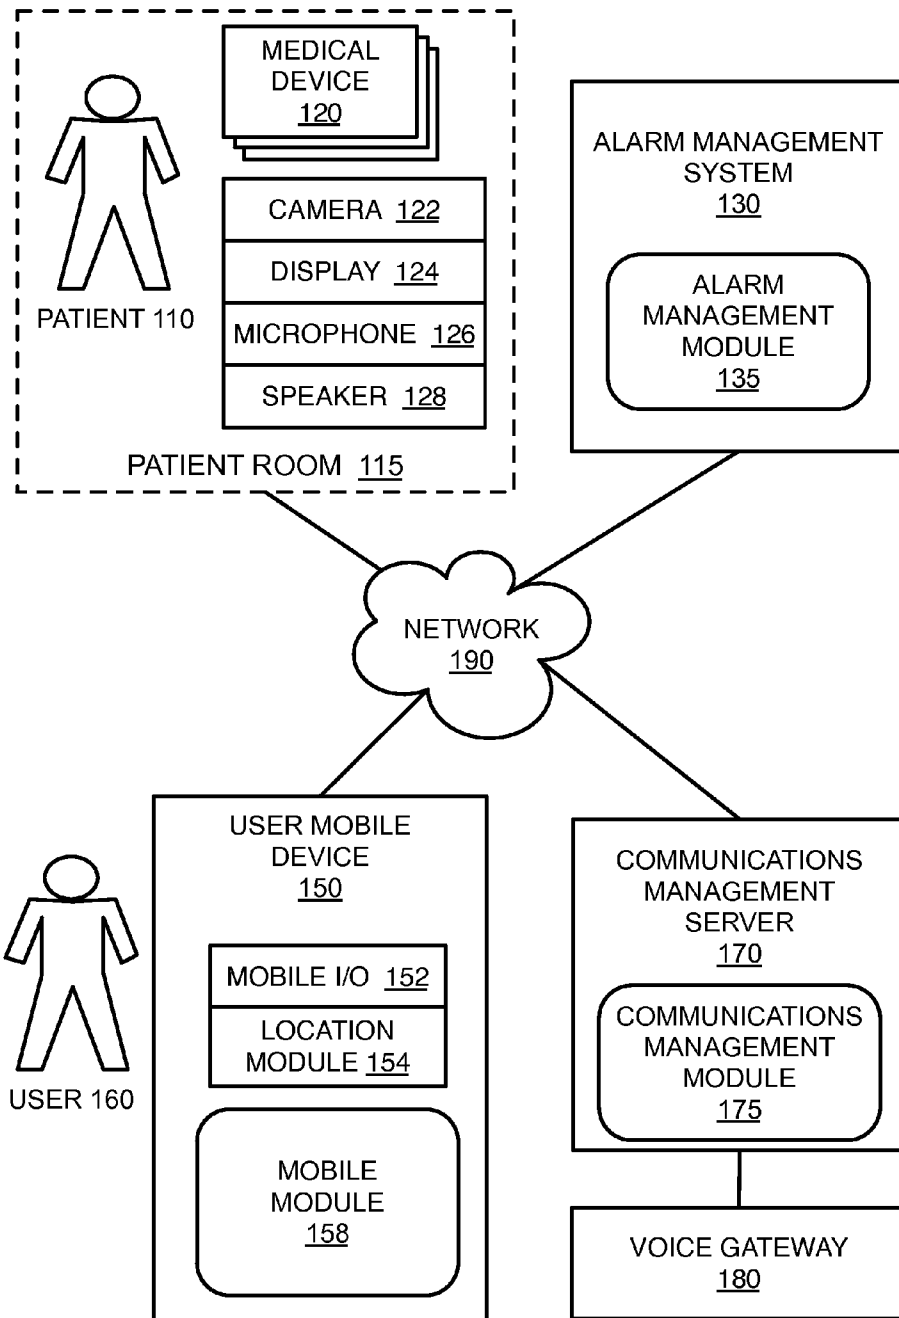 MEDICAL
DEVICE
120
CAMERA 122
DISPLAY 124
MICROPHONE 126
SPEAKER 128
PATIENT 110
PATIENT ROOM 115
ALARM MANAGEMENT
SYSTEM
130
ALARM
MANAGEMENT
MODULE
135
NETWORK
190
USER MOBILE
DEVICE
150
MOBILE I/O 152
LOCATION
MODULE 154
MOBILE
MODULE
158
USER 160
COMMUNICATIONS
MANAGEMENT
SERVER
170
COMMUNICATIONS
MANAGEMENT
MODULE
175
VOICE GATEWAY
180